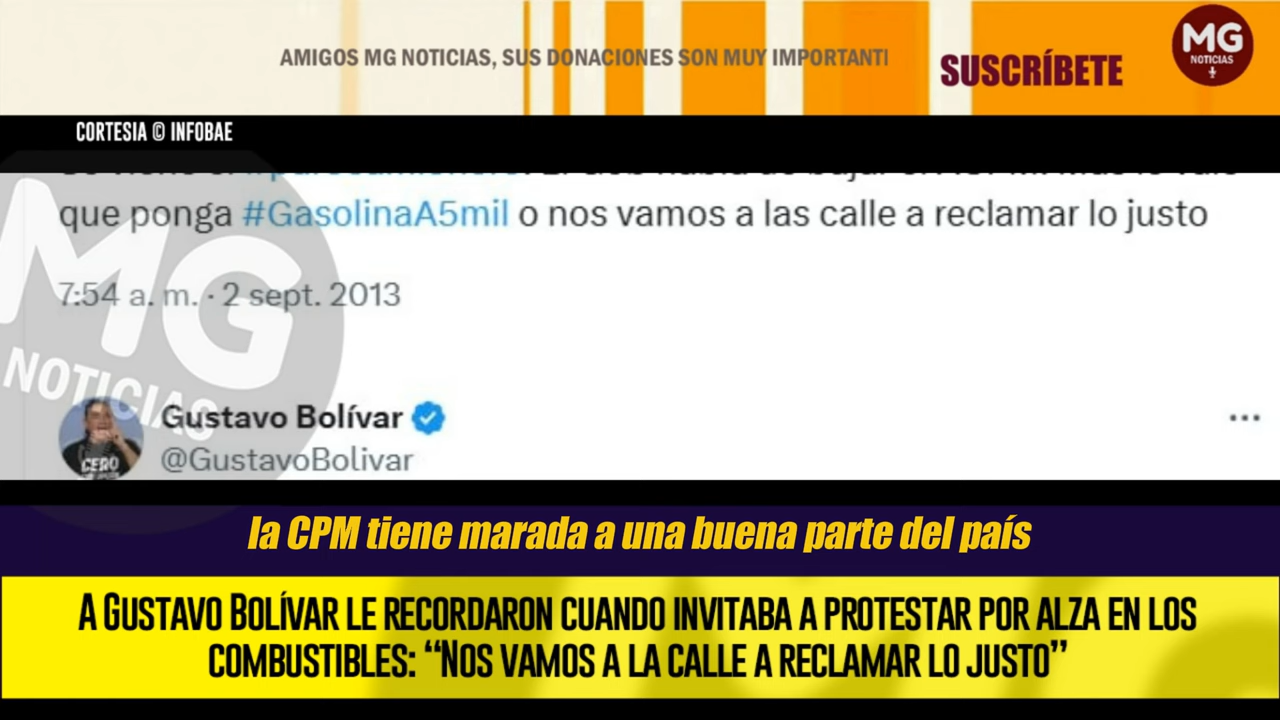 AMIGOS MG NOTICIAS, SUS DONACIONES SON MUY IMPORTANTI
SUSCRÍBETE
MG
NOTICIAS
CORTESIA © INFOBAE
que ponga #GasolinaA5mil o nos vamos a las calle a reclamar lo justo
7:54 a. m. · 2 sept. 2013
MG
NOTICIAS
Gustavo Bolívar
@GustavoBolivar
CERO
la CPM tiene marada a una buena parte del país
A GUSTAVO BOLÍVAR LE RECORDARON CUANDO INVITABA A PROTESTAR POR ALZA EN LOS
COMBUSTIBLES: “NOS VAMOS A LA CALLE A RECLAMAR LO JUSTO”